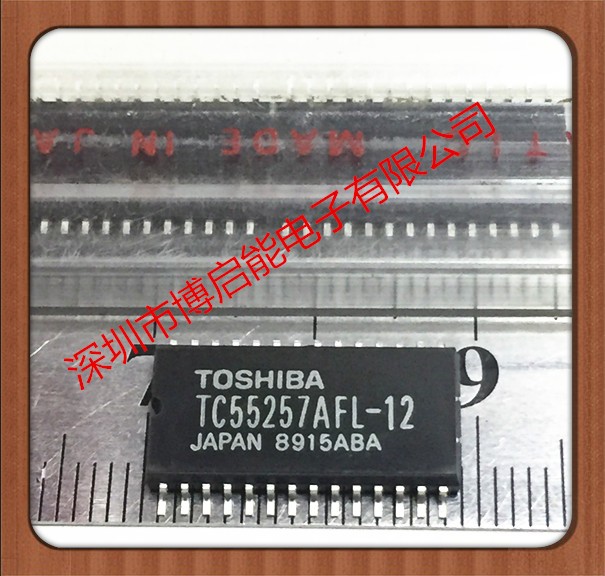 MADE IN JA
深圳市博启能电子有限公司
9
TOSHIBA
TC55257AFL-12
JAPAN 8915ABA